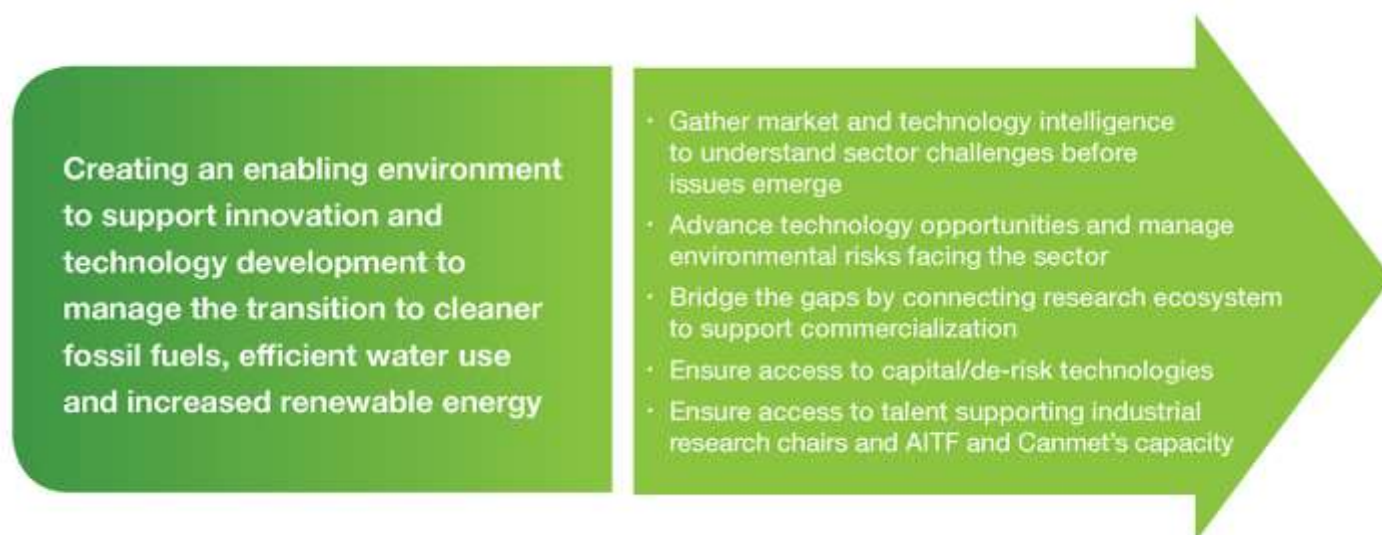 Creating an enabling environment
to support innovation and
technology development to
manage the transition to cleaner
fossil fuels, efficient water use
and increased renewable energy
· Gather market and technology intelligence
to understand sector challenges before
issues emerge
· Advance technology opportunities and manage
environmental risks facing the sector
· Bridge the gaps by connecting research ecosystem
to support commercialization
· Ensure access to capital/de-risk technologies
· Ensure access to talent supporting industrial
research chairs and AITF and Canmet's capacity